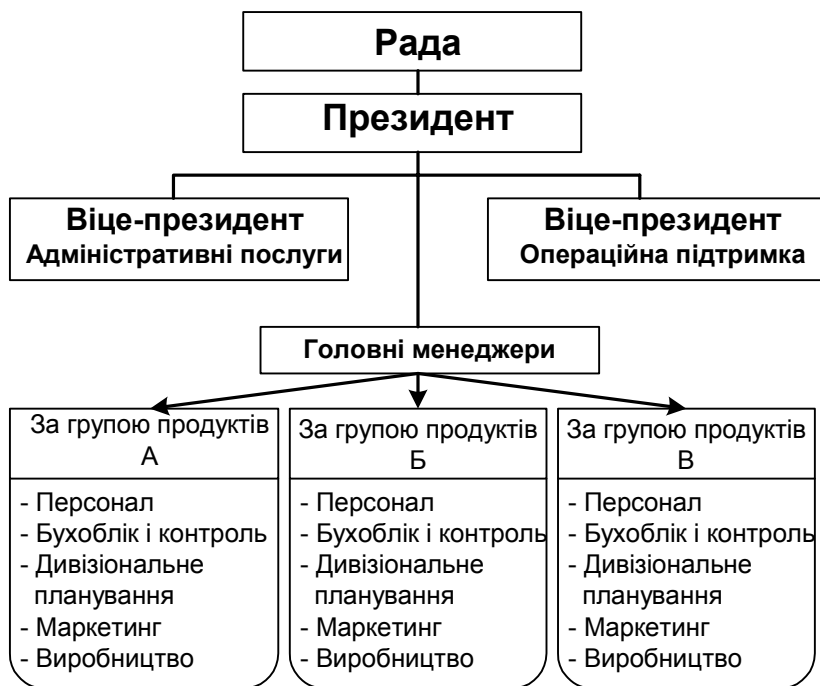 Рада
Президент
Віце-президент
Адміністративні послуги
Віце-президент
Операційна підтримка
Головні менеджери
За групою продуктів
А
- Персонал
- Бухоблік і контроль
- Дивізіональне
планування
- Маркетинг
- Виробництво
За групою продуктів
Б
- Персонал
- Бухоблік і контроль
- Дивізіональне
планування
- Маркетинг
- Виробництво
За групою продуктів
В
- Персонал
- Бухоблік і контроль
- Дивізіональне
планування
- Маркетинг
- Виробництво